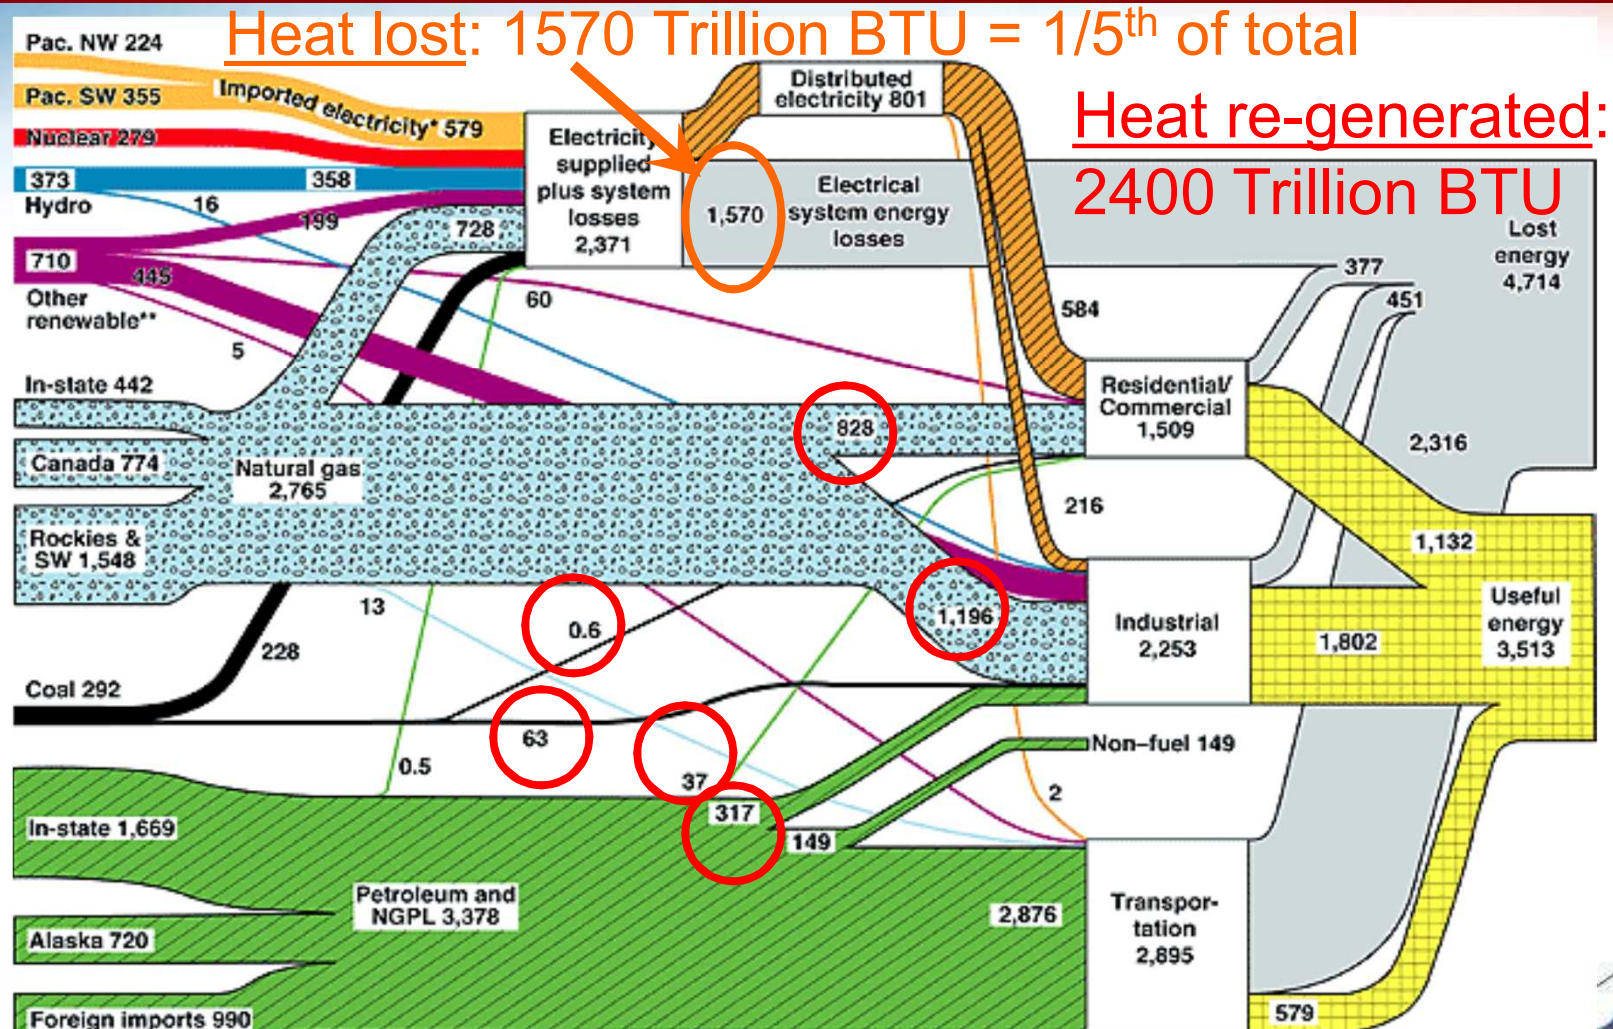 Heat lost: 1570 Trillion BTU = 1/5th of total
Heat re-generated:
2400 Trillion BTU
Pac. NW 224
Pac. SW 355
Imported electricity* 579
Nuclear 279
373
358
Hydro
16
199
710
445
Other
renewable**
5
60
728
Electricity
supplied
plus system
losses
2,371
Distributed
electricity 801
1,570
Electrical
system energy
losses
Lost
energy
4,714
377
451
584
In-state 442
Canada 774
Rockies &
SW 1,548
Natural gas
2,765
828
Residential/
Commercial
1,509
2,316
216
1,132
13
0.6
1,196
Industrial
2,253
1,802
Useful
energy
3,513
228
Coal 292
63
0.5
37
317
149
Non-fuel 149
2
In-state 1,669
Petroleum and
NGPL 3,378
Alaska 720
Foreign imports 990
2,876
Transpor-
tation
2,895
579